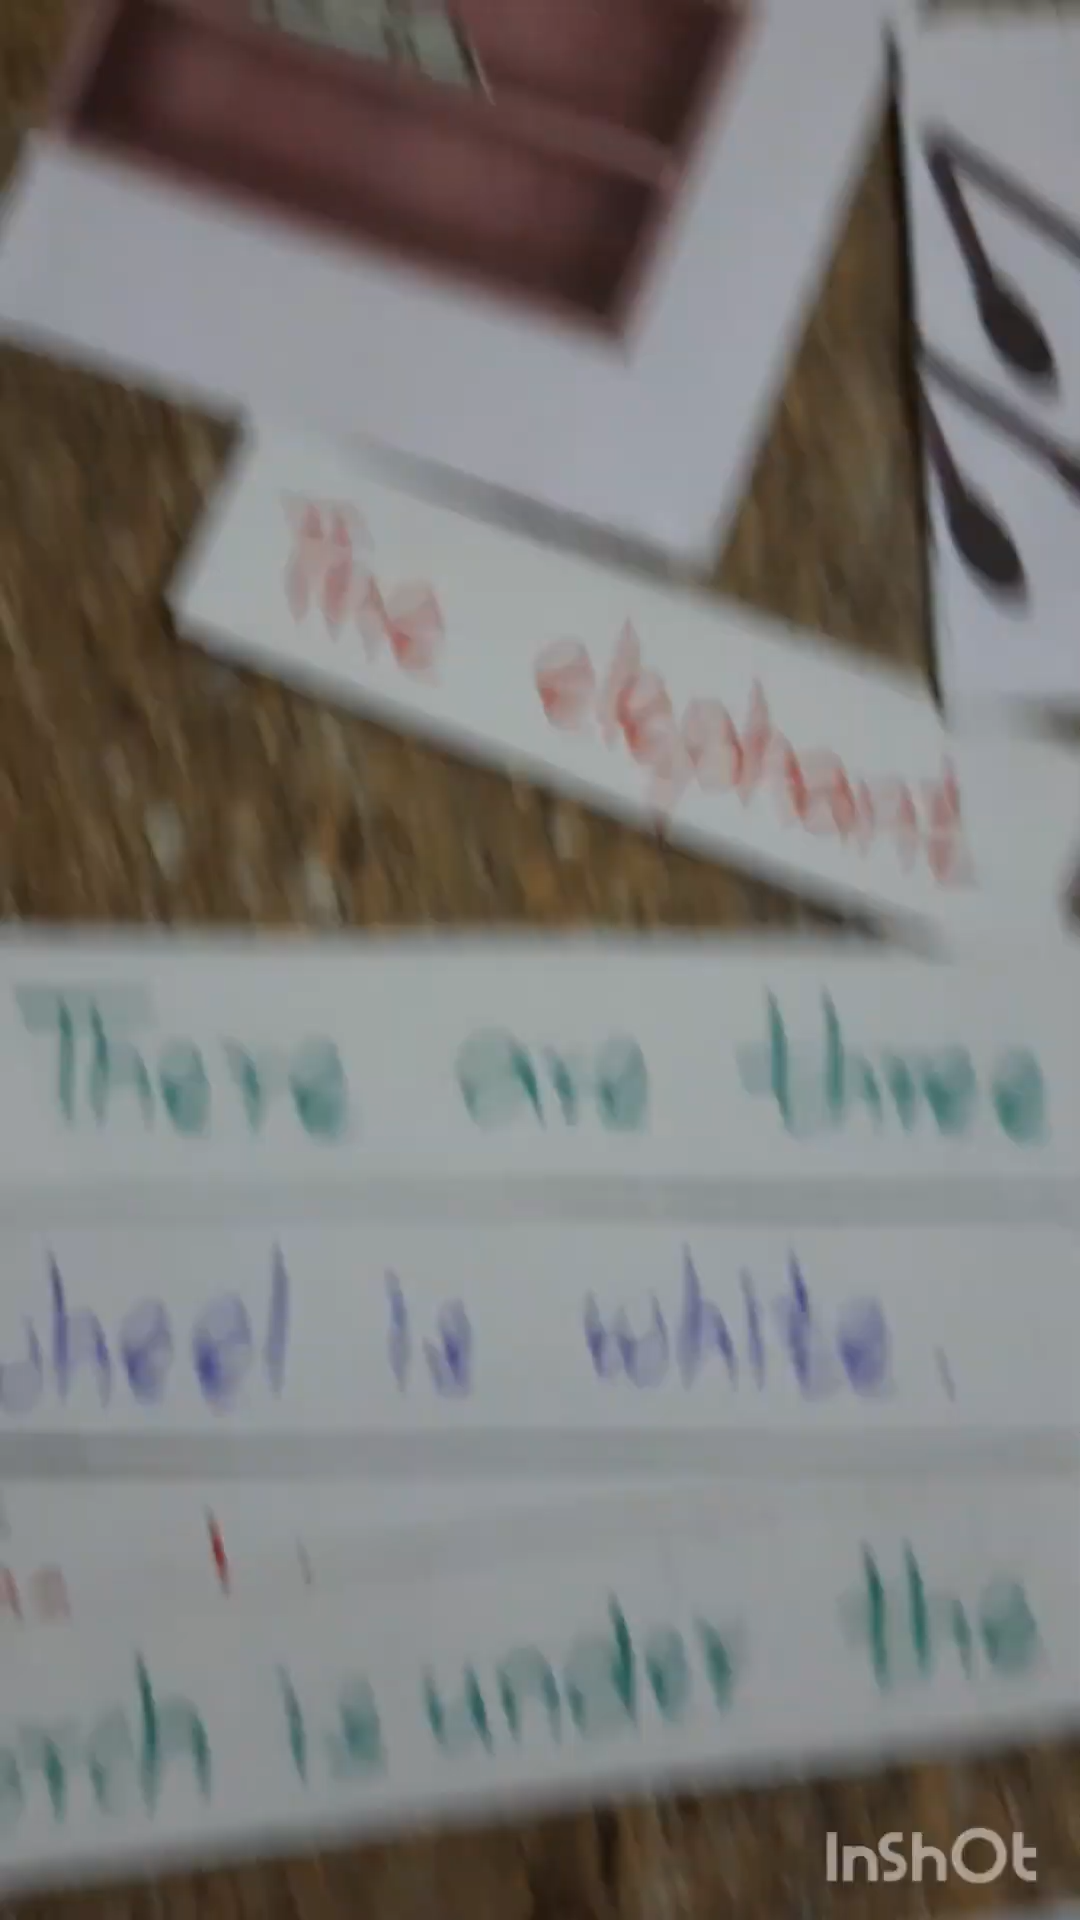 The elephant
There are three
wheel is white.
is under the
InShOt